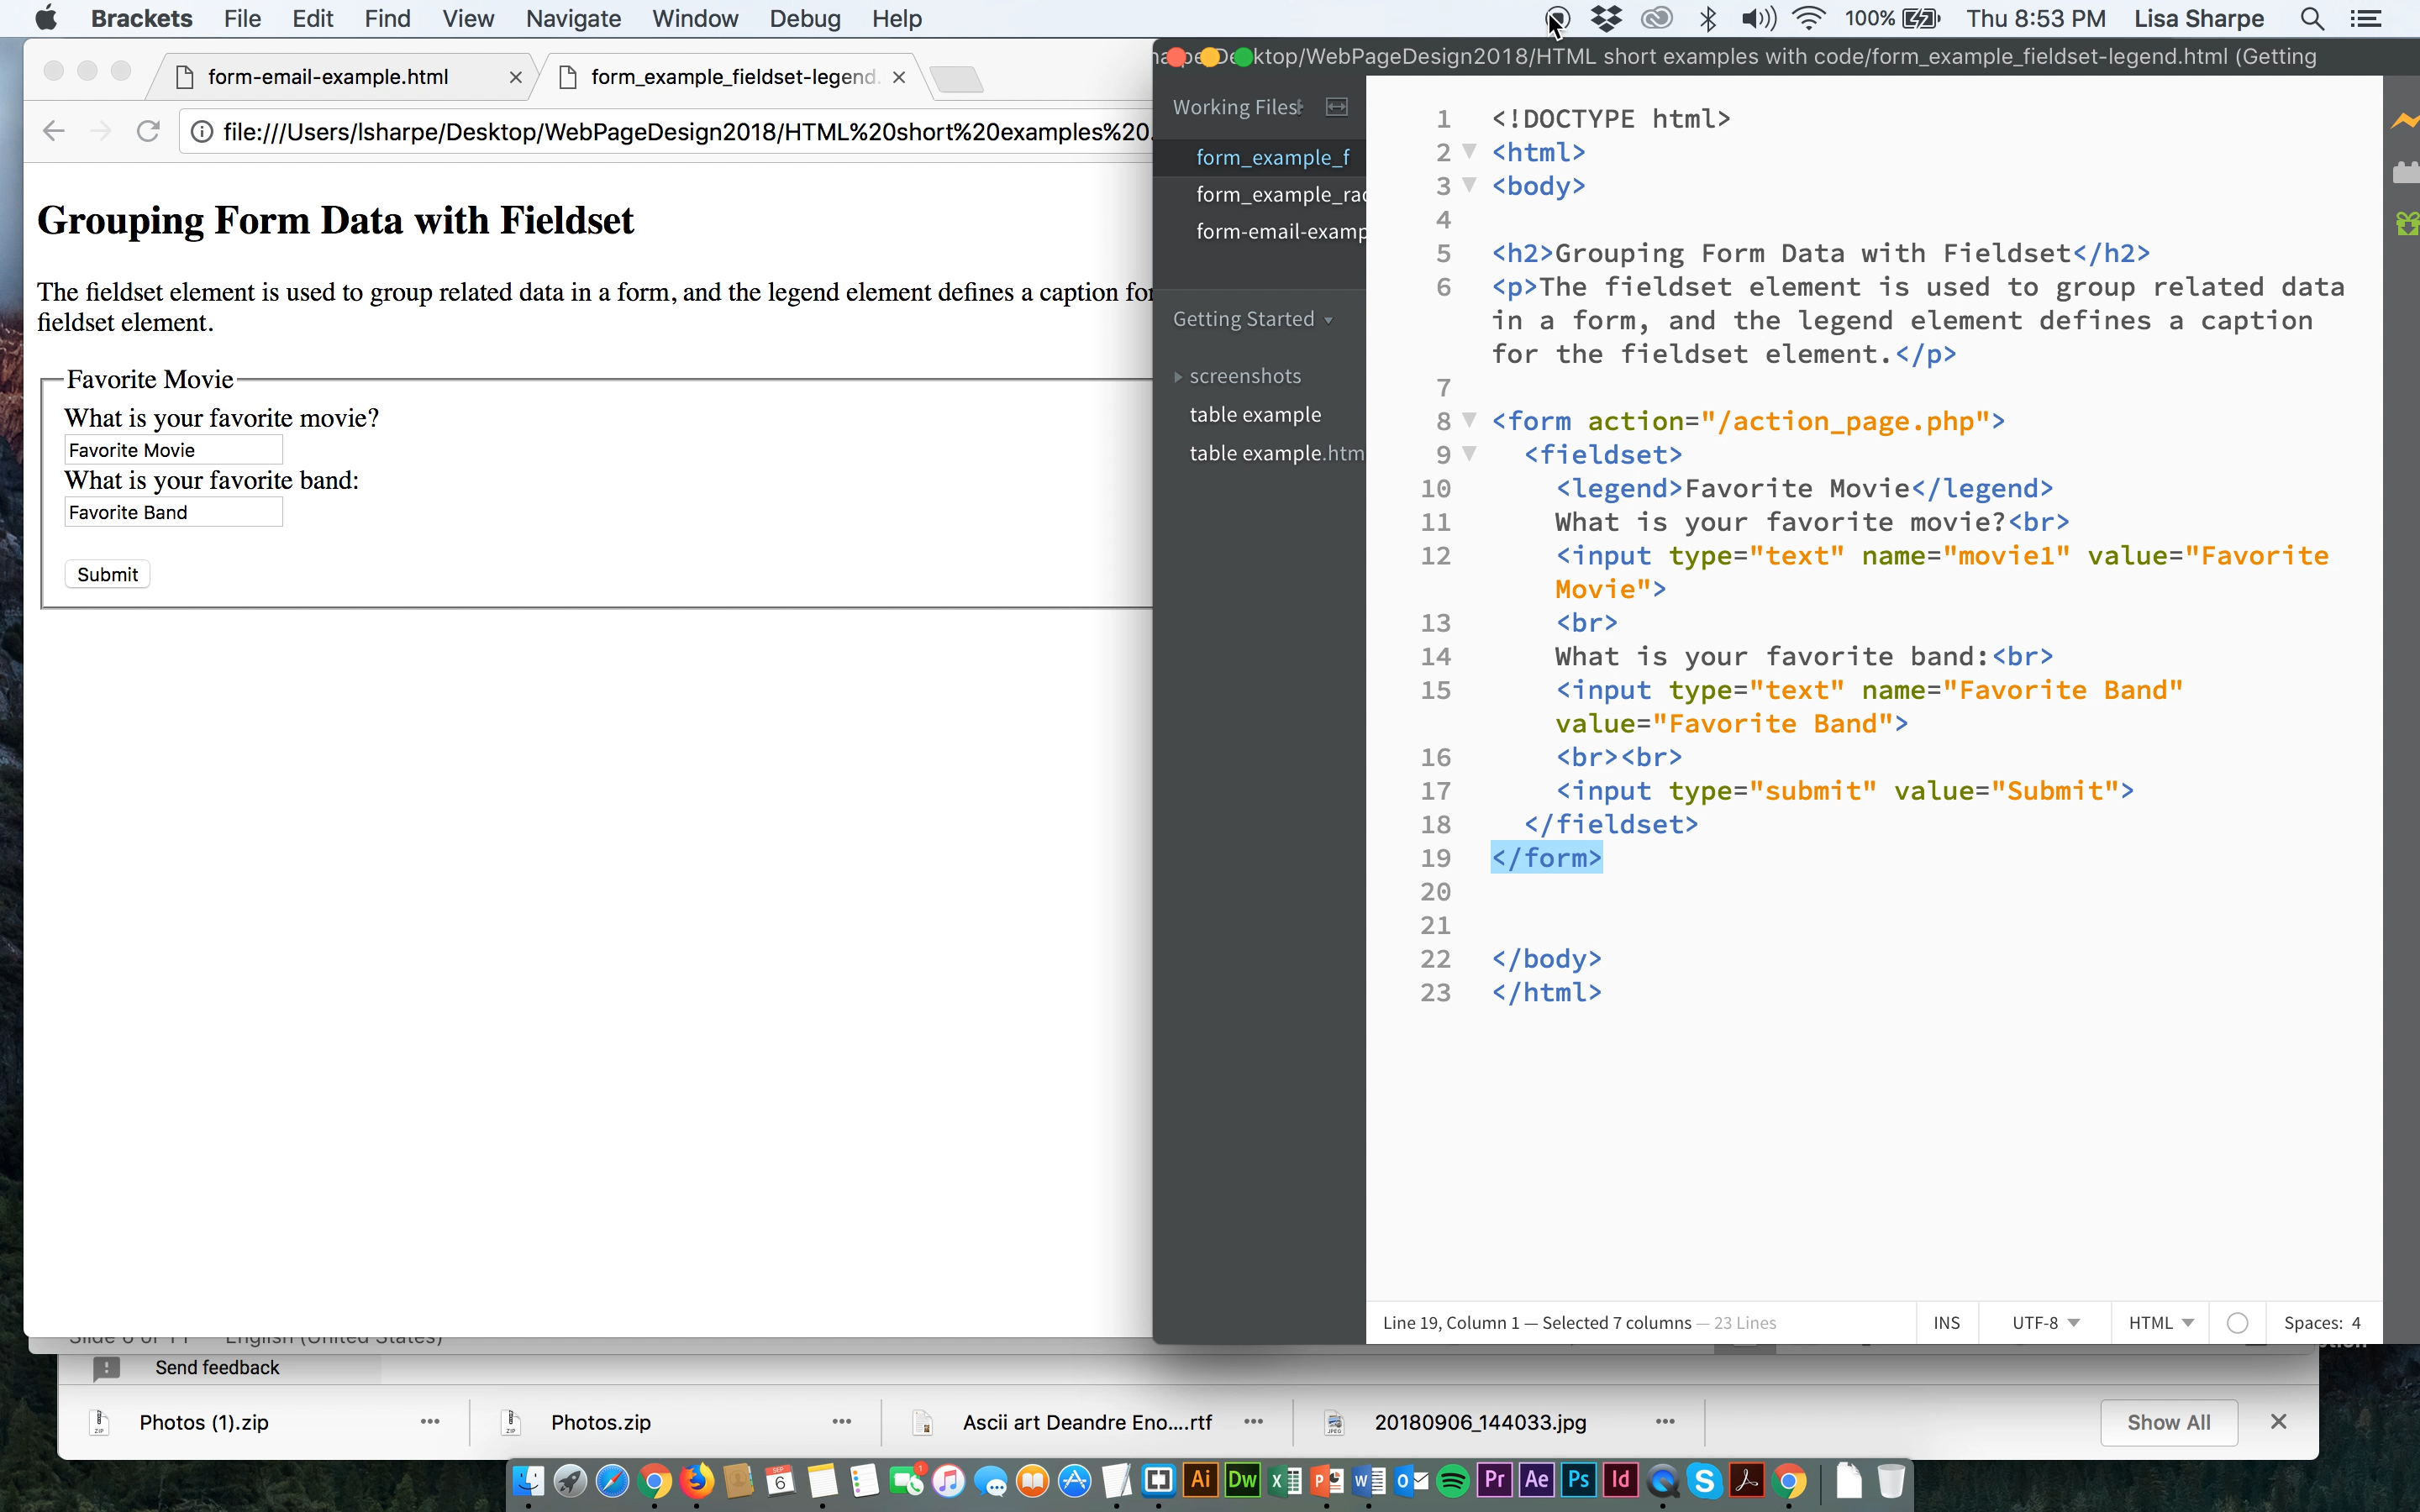 Brackets File Edit Find View Navigate Window Debug Help
100% Thu 8:53 PM Lisa Sharpe
form-email-example.html
form_example_fieldset-legend.
file:///Users/lsharpe/Desktop/WebPageDesign2018/HTML%20short%20examples%20.
Grouping Form Data with Fieldset
The fieldset element is used to group related data in a form, and the legend element defines a caption for
fieldset element.
Favorite Movie
What is your favorite movie?
Favorite Movie
What is your favorite band:
Favorite Band
Submit
ktop/WebPageDesign2018/HTML short examples with code/form_example_fieldset-legend.html (Getting
Working Files
form_example_f
form_example_rad
form-email-examp
Getting Started
screenshots
table example
table example.htm
1 <!DOCTYPE html>
2 <html>
3 <body>
4
5 <h2>Grouping Form Data with Fieldset</h2>
6 <p>The fieldset element is used to group related data
in a form, and the legend element defines a caption
for the fieldset element.</p>
7
8 <form action="/action_page.php">
9 <fieldset>
10 <legend>Favorite Movie</legend>
11 What is your favorite movie?<br>
12 <input type="text" name="movie1" value="Favorite
Movie">
13 <br>
14 What is your favorite band:<br>
15 <input type="text" name="Favorite Band"
value="Favorite Band">
16 <br><br>
17 <input type="submit" value="Submit">
18 </fieldset>
19 </form>
20
21
22 </body>
23 </html>
Line 19, Column 1 — Selected 7 columns — 23 Lines
INS UTF-8 HTML Spaces: 4
Send feedback
Photos (1).zip
Photos.zip
Ascii art Deandre Eno....rtf
20180906_144033.jpg
Show All
SEP
6
1
Ai Dw Pr Ae Ps Id